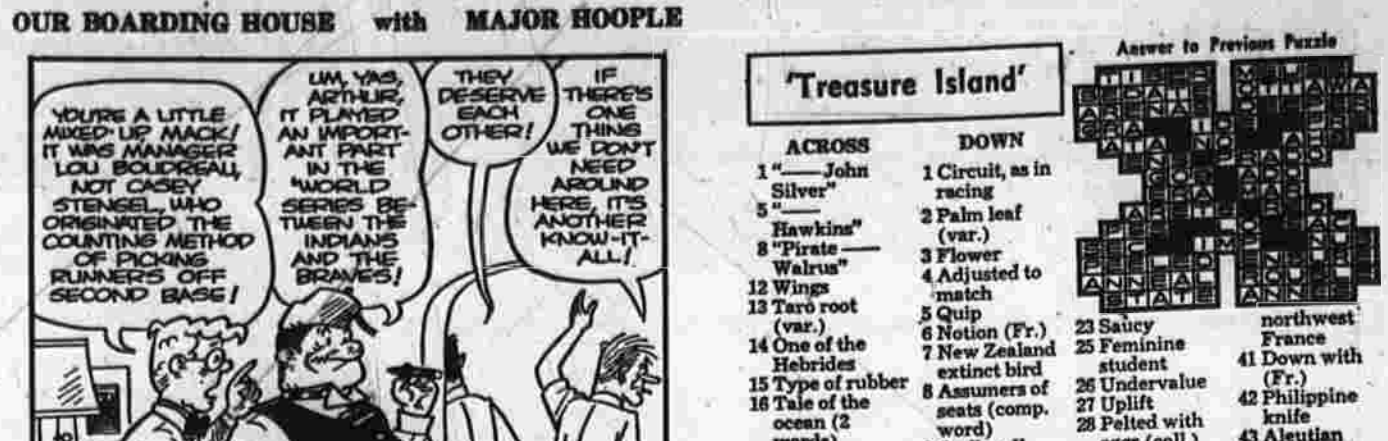 OUR BOARDING HOUSE with MAJOR HOOPLE
YOU'RE A LITTLE
MIXED-UP MACK!
IT WAS MANAGER
LOU BOUDREAU,
NOT CASEY
STENGEL, WHO
ORIGINATED THE
COUNTING METHOD
OF PICKING
RUNNERS OFF
SECOND BASE!
UM, YAS,
ARTHUR,
IT PLAYED
AN IMPORT-
ANT PART
IN THE
WORLD
SERIES BE-
TWEEN THE
INDIANS
AND THE
BRAVES!
THEY
DESERVE
EACH
OTHER!
IF
THERE'S
ONE
THING
WE DON'T
NEED
AROUND
HERE, IT'S
ANOTHER
KNOW-IT-
ALL!
'Treasure Island'
ACROSS
1 "—— John
Silver"
5 "——
Hawkins"
8 "Pirate ——
Walrus"
12 Wings
13 Taro root
(var.)
14 One of the
Hebrides
15 Type of rubber
16 Tale of the
ocean (2
words)
DOWN
1 Circuit, as in
racing
2 Palm leaf
(var.)
3 Flower
4 Adjusted to
match
5 Quip
6 Notion (Fr.)
7 New Zealand
extinct bird
8 Assumers of
seats (comp.
word)
Answer to Previous Puzzle
23 Saucy
25 Feminine
student
26 Undervalue
27 Uplift
28 Pelted with
eggs (coll.)
northwest
France
41 Down with
(Fr.)
42 Philippine
knife
43 Aleutian